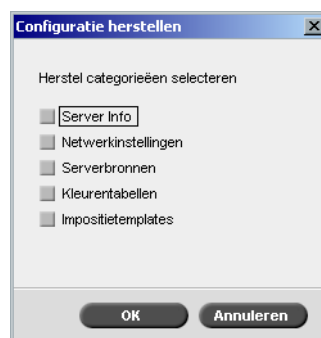 Configuratie herstellen
Herstel categorieëen selecteren
Server Info
Netwerkinstellingen
Serverbronnen
Kleurentabellen
Impositietemplates
OK Annuleren